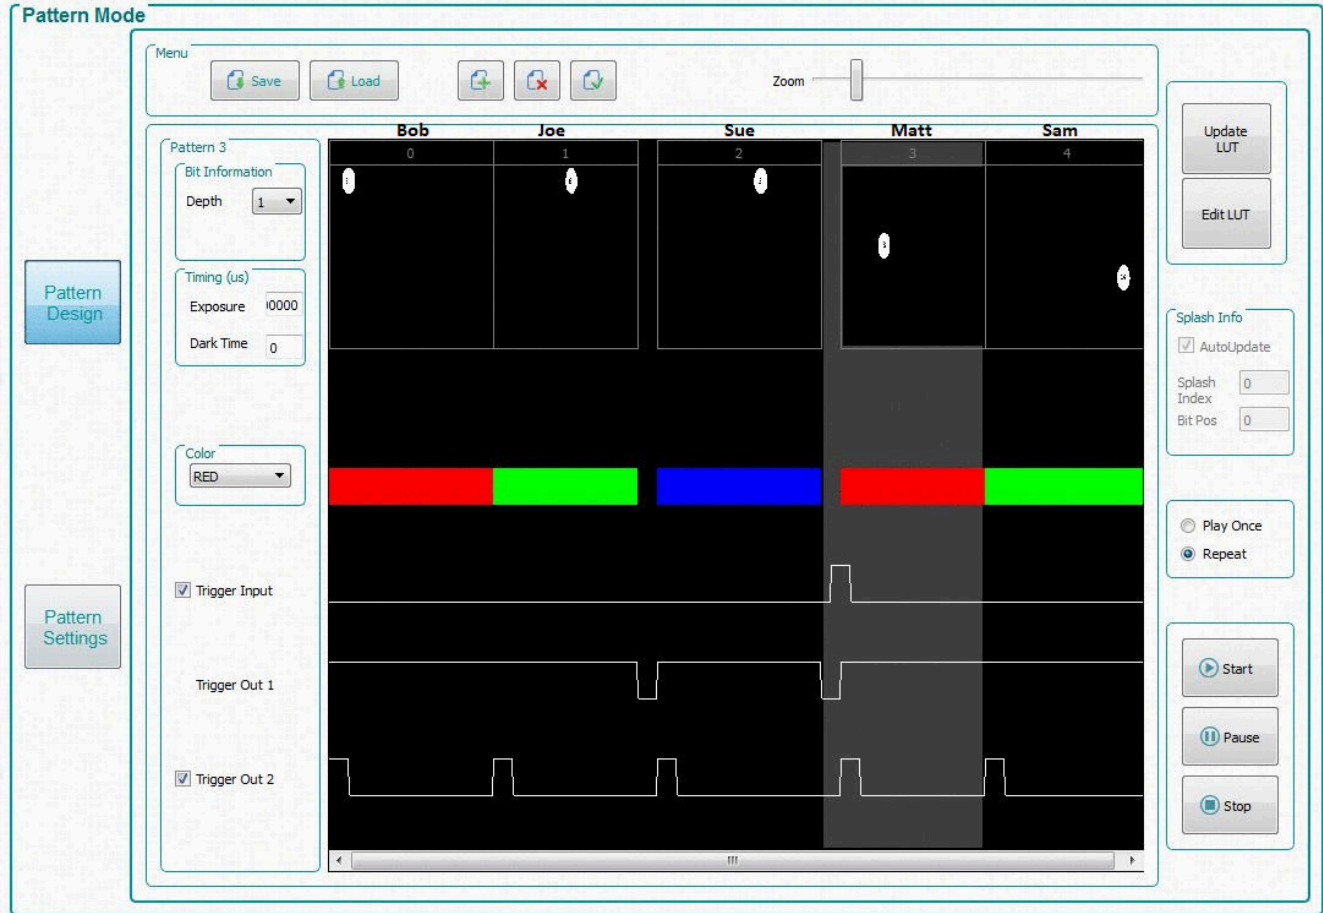 Pattern Mode
Menu
Save
Load
Zoom
Bob Joe Sue Matt Sam
Pattern 3
0 1 2 3 4
Bit Information
Depth 1
Timing (us)
Exposure 0000
Dark Time 0
Color
RED
Trigger Input
Trigger Out 1
Trigger Out 2
Pattern
Design
Pattern
Settings
Update
LUT
Edit LUT
Splash Info
AutoUpdate
Splash
Index
0
Bit Pos 0
Play Once
Repeat
Start
Pause
Stop